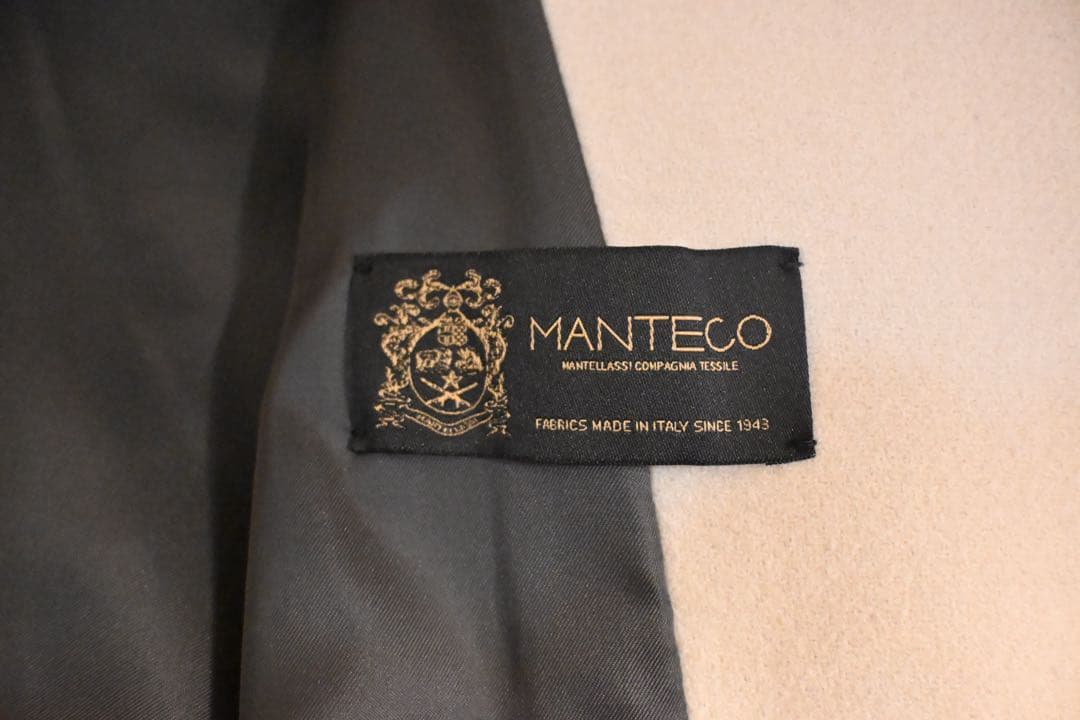 MANTECO
MANTELLASSI COMPAGNIA TESSILE
FABRICS MADE IN ITALY SINCE 1943